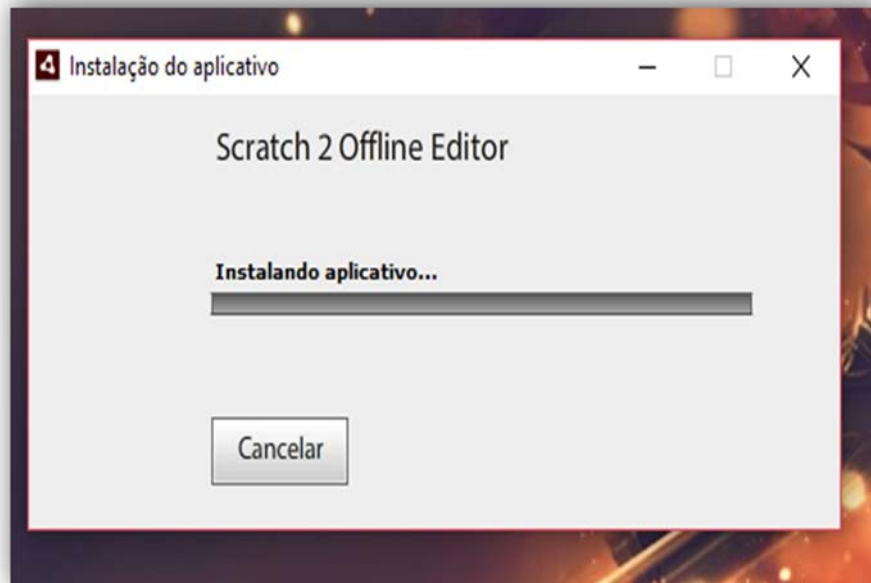 Instalação do aplicativo
Scratch 2 Offline Editor
Instalando aplicativo...
Cancelar